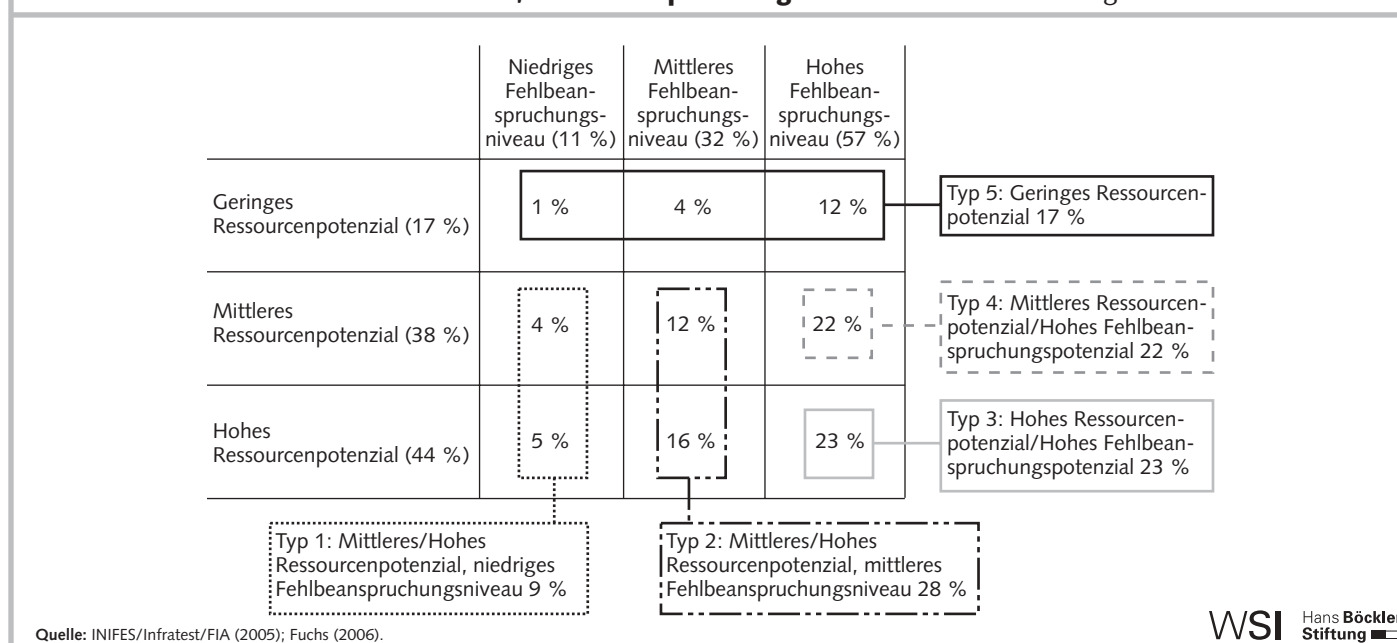 Niedriges
Fehlbean-
spruchungs-
niveau (11 %)
Mittleres
Fehlbean-
spruchungs-
niveau (32 %)
Hohes
Fehlbean-
spruchungs-
niveau (57 %)
Geringes
Ressourcenpotenzial (17 %)
1 %
4 %
12 %
Typ 5: Geringes Ressourcen-
potenzial 17 %
Mittleres
Ressourcenpotenzial (38 %)
4 %
12 %
22 %
Typ 4: Mittleres Ressourcen-
potenzial/Hohes Fehlbean-
spruchungspotenzial 22 %
Hohes
Ressourcenpotenzial (44 %)
5 %
16 %
23 %
Typ 3: Hohes Ressourcen-
potenzial/Hohes Fehlbean-
spruchungspotenzial 23 %
Typ 1: Mittleres/Hohes
Ressourcenpotenzial, niedriges
Fehlbeanspruchungsniveau 9 %
Typ 2: Mittleres/Hohes
Ressourcenpotenzial, mittleres
Fehlbeanspruchungsniveau 28 %
Quelle: INIFES/Infratest/FIA (2005); Fuchs (2006).
WSI
Hans Böckler
Stiftung